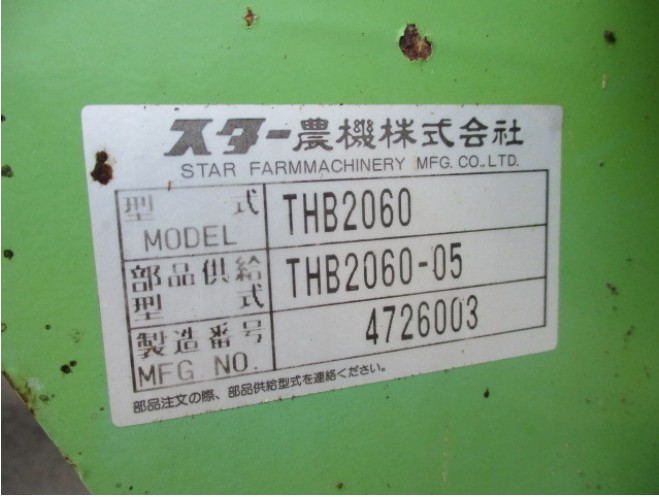 スター農機株式会社
STAR FARMMACHINERY MFG. CO., LTD.
型式 THB2060
MODEL
部品供給 THB2060-05
型式
製造番号 4726003
MFG NO.
部品注文の際、部品供給型式を連絡ください。